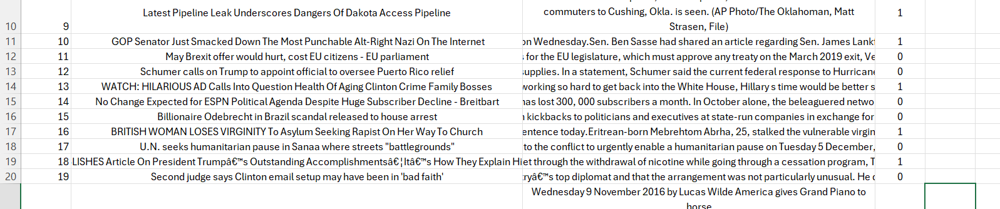 Latest Pipeline Leak Underscores Dangers Of Dakota Access Pipeline commuters to Cushing, Okla. is seen. (AP Photo/The Oklahoman, Matt 1
10 9 Strasen, File)
11 10 GOP Senator Just Smacked Down The Most Punchable Alt-Right Nazi On The Internet on Wednesday.Sen. Ben Sasse had shared an article regarding Sen. James Lank 1
12 11 May Brexit offer would hurt, cost EU citizens - EU parliament for the EU legislature, which must approve any treaty on the March 2019 exit, Ve 0
13 12 Schumer calls on Trump to appoint official to oversee Puerto Rico relief supplies. In a statement, Schumer said the current federal response to Hurricane 0
14 13 WATCH: HILARIOUS AD Calls Into Question Health Of Aging Clinton Crime Family Bosses working so hard to get back into the White House, Hillary s time would be better s 1
15 14 No Change Expected for ESPN Political Agenda Despite Huge Subscriber Decline - Breitbart has lost 300, 000 subscribers a month. In October alone, the beleaguered netwo 0
16 15 Billionaire Odebrecht in Brazil scandal released to house arrest kickbacks to politicians and executives at state-run companies in exchange for 0
17 16 BRITISH WOMAN LOSES VIRGINITY To Asylum Seeking Rapist On Her Way To Church entence today.Eritrean-born Mebrehtom Abrha, 25, stalked the vulnerable virgin 1
18 17 U.N. seeks humanitarian pause in Sanaa where streets "battlegrounds" to the conflict to urgently enable a humanitarian pause on Tuesday 5 December, 0
19 18 LISHES Article On President Trumpâ€™s Outstanding Accomplishmentsâ€¦Itâ€™s How They Explain H iet through the withdrawal of nicotine while going through a cessation program, T 1
20 19 Second judge says Clinton email setup may have been in 'bad faith' ryâ€™s top diplomat and that the arrangement was not particularly unusual. He 0
Wednesday 9 November 2016 by Lucas Wilde America gives Grand Piano to
horse